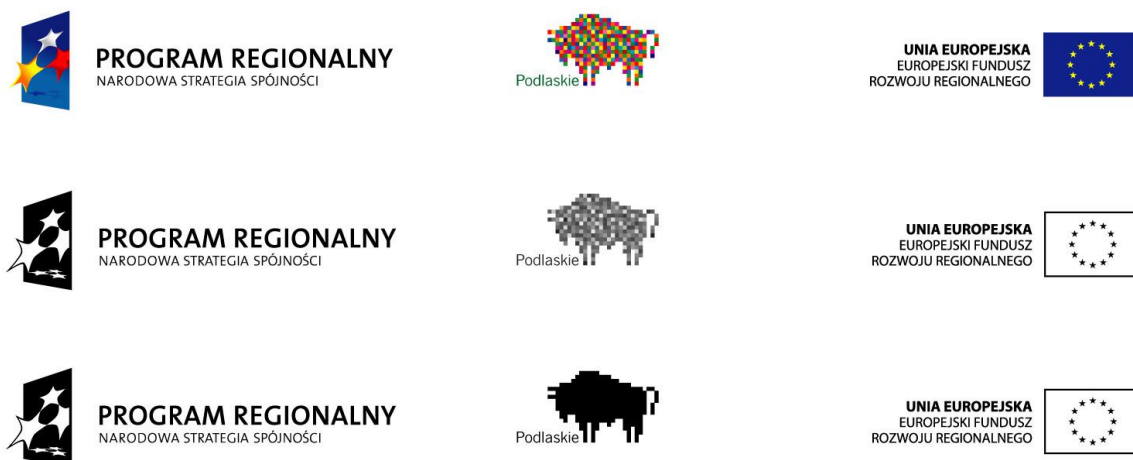 PROGRAM REGIONALNY
NARODOWA STRATEGIA SPÓJNOŚCI
Podlaskie
UNIA EUROPEJSKA
EUROPEJSKI FUNDUSZ
ROZWOJU REGIONALNEGO
PROGRAM REGIONALNY
NARODOWA STRATEGIA SPÓJNOŚCI
Podlaskie
UNIA EUROPEJSKA
EUROPEJSKI FUNDUSZ
ROZWOJU REGIONALNEGO
PROGRAM REGIONALNY
NARODOWA STRATEGIA SPÓJNOŚCI
Podlaskie
UNIA EUROPEJSKA
EUROPEJSKI FUNDUSZ
ROZWOJU REGIONALNEGO